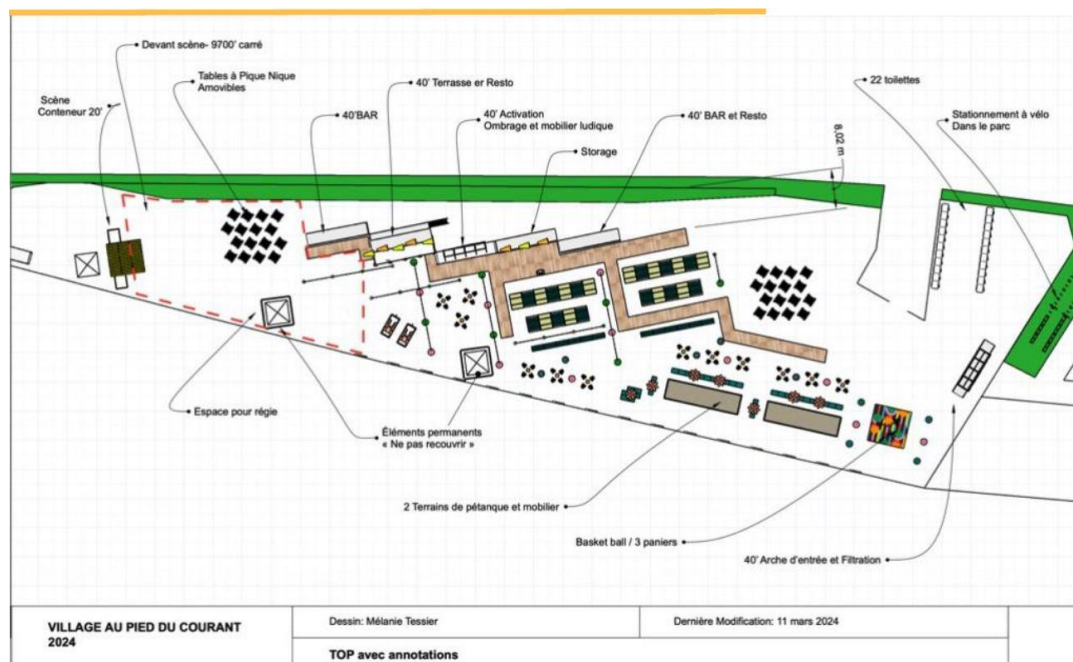 Devant scène- 9700' carré
Tables à Pique Nique
Amovibles
Scène
Conteneur 20'
40'BAR
40' Terrasse er Resto
40' Activation
Ombrage et mobilier ludique
Storage
40' BAR et Resto
8,02 m
22 toilettes
Stationnement à vélo
Dans le parc
Espace pour régie
Éléments permanents
« Ne pas recouvrir »
2 Terrains de pétanque et mobilier
Basket ball / 3 paniers
40' Arche d'entrée et Filtration
VILLAGE AU PIED DU COURANT
2024
Dessin: Mélanie Tessier
Dernière Modification: 11 mars 2024
TOP avec annotations